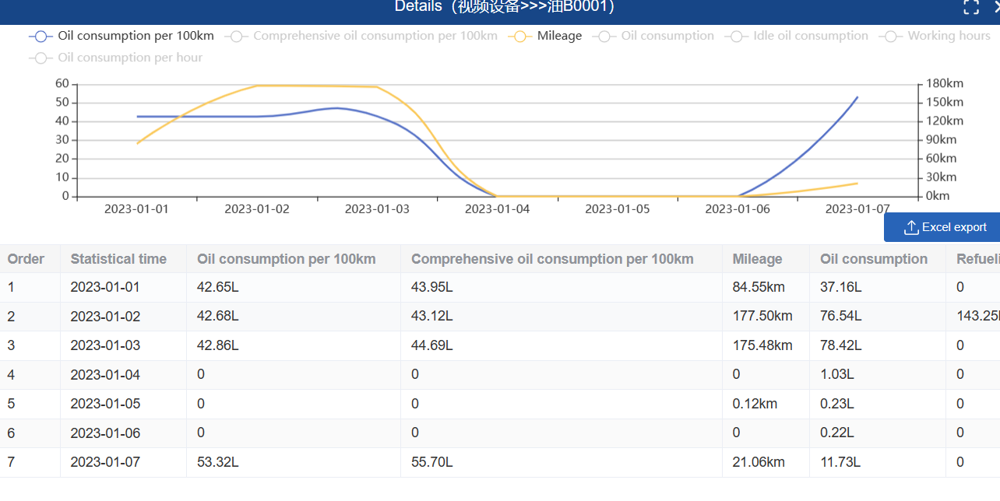 Details（视频设备>>>油B0001）
Oil consumption per 100km Comprehensive oil consumption per 100km Mileage Oil consumption Idle oil consumption Working hours
Oil consumption per hour
60 180km
50 150km
40 120km
30 90km
20 60km
10 30km
0 0km
2023-01-01 2023-01-02 2023-01-03 2023-01-04 2023-01-05 2023-01-06 2023-01-07
Excel export
Order Statistical time Oil consumption per 100km Comprehensive oil consumption per 100km Mileage Oil consumption Refueli
1 2023-01-01 42.65L 43.95L 84.55km 37.16L 0
2 2023-01-02 42.68L 43.12L 177.50km 76.54L 143.25
3 2023-01-03 42.86L 44.69L 175.48km 78.42L 0
4 2023-01-04 0 0 0 1.03L 0
5 2023-01-05 0 0 0.12km 0.23L 0
6 2023-01-06 0 0 0 0.22L 0
7 2023-01-07 53.32L 55.70L 21.06km 11.73L 0